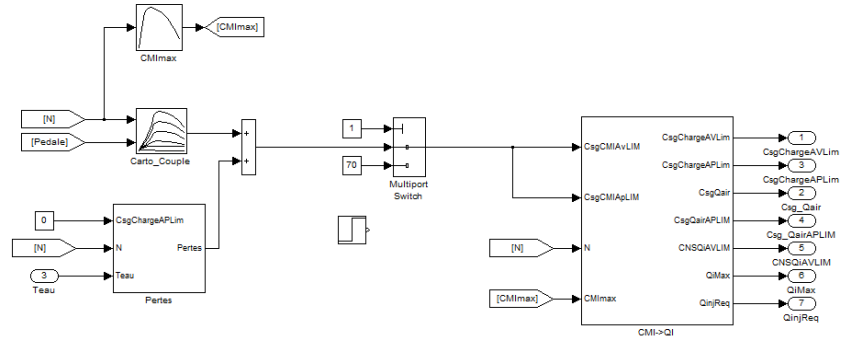 [CMImax]
CMImax
[N]
[Pedale]
Carto_Couple
+
+
1
70
Multiport
Switch
0
[N]
3
Teau
CsgChargeAPLim
N
Teau
Pertes
Pertes
[N]
[CMImax]
CsgCMIAvLIM
CsgCMIApLIM
N
CMImax
CsgChargeAVLim
CsgChargeAPLim
CsgQair
CsgQairAPLIM
CNSQiAVLIM
QiMax
QinjReq
CMI->QI
1
CsgChargeAVLim
3
CsgChargeAPLim
2
Csg_Qair
4
Csg_QairAPLIM
5
CNSQiAVLIM
6
QiMax
7
QinjReq